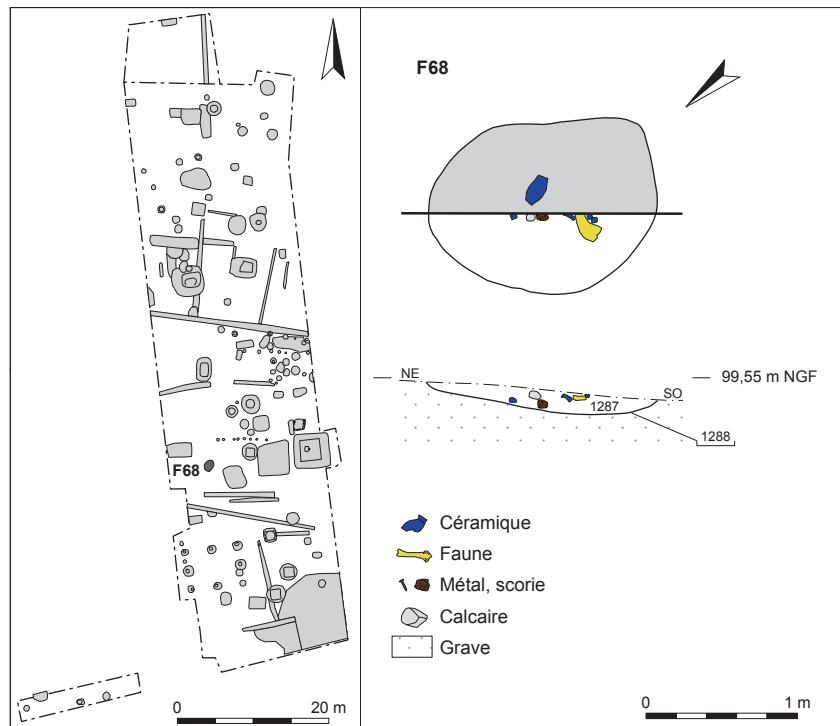 F68
0
20 m
F68
NE
SO
99,55 m NGF
1287
1288
Céramique
Faune
Métal, scorie
Calcaire
Grave
0
1 m